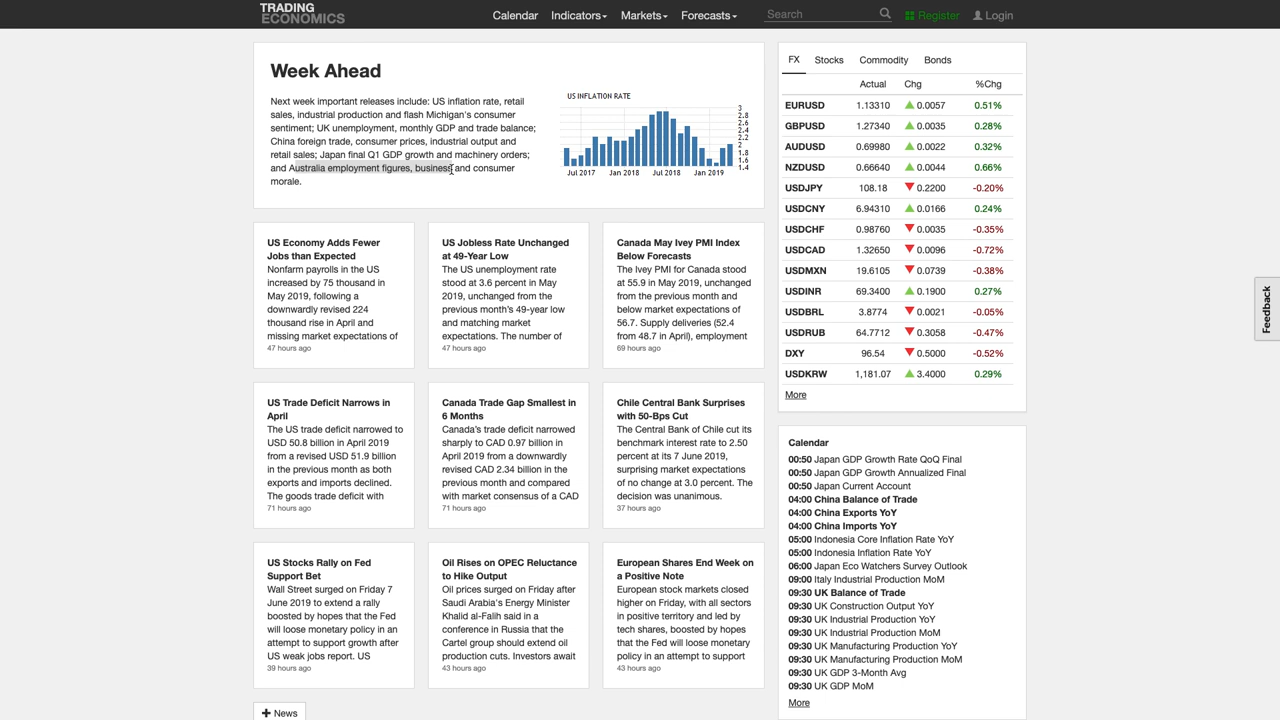 TRADING
ECONOMICS
Calendar Indicators Markets Forecasts Search Register Login
Week Ahead
Next week important releases include: US inflation rate, retail
sales, industrial production and flash Michigan's consumer
sentiment; UK unemployment, monthly GDP and trade balance;
China foreign trade, consumer prices, industrial output and
retail sales; Japan final Q1 GDP growth and machinery orders;
and Australia employment figures, business and consumer
morale.
US INFLATION RATE
3
2.8
2.6
2.4
2.2
2
1.8
1.6
1.4
Jul 2017 Jan 2018 Jul 2018 Jan 2019
US Economy Adds Fewer
Jobs than Expected
Nonfarm payrolls in the US
increased by 75 thousand in
May 2019, following a
downwardly revised 224
thousand rise in April and
missing market expectations of
47 hours ago
US Jobless Rate Unchanged
at 49-Year Low
The US unemployment rate
stood at 3.6 percent in May
2019, unchanged from the
previous month's 49-year low
and matching market
expectations. The number of
47 hours ago
Canada May Ivey PMI Index
Below Forecasts
The Ivey PMI for Canada stood
at 55.9 in May 2019, unchanged
from the previous month and
below market expectations of
56.7. Supply deliveries (52.4
from 48.7 in April), employment
69 hours ago
US Trade Deficit Narrows in
April
The US trade deficit narrowed to
USD 50.8 billion in April 2019
from a revised USD 51.9 billion
in the previous month as both
exports and imports declined.
The goods trade deficit with
71 hours ago
Canada Trade Gap Smallest in
6 Months
Canada's trade deficit narrowed
sharply to CAD 0.97 billion in
April 2019 from a downwardly
revised CAD 2.34 billion in the
previous month and compared
with market consensus of a CAD
71 hours ago
Chile Central Bank Surprises
with 50-Bps Cut
The Central Bank of Chile cut its
benchmark interest rate to 2.50
percent at its 7 June 2019,
surprising market expectations
of no change at 3.0 percent. The
decision was unanimous.
37 hours ago
US Stocks Rally on Fed
Support Bet
Wall Street surged on Friday 7
June 2019 to extend a rally
boosted by hopes that the Fed
will loose monetary policy in an
attempt to support growth after
US weak jobs report. US
39 hours ago
Oil Rises on OPEC Reluctance
to Hike Output
Oil prices surged on Friday after
Saudi Arabia's Energy Minister
Khalid al-Falih said in a
conference in Russia that the
Cartel group should extend oil
production cuts. Investors await
43 hours ago
European Shares End Week on
a Positive Note
European stock markets closed
higher on Friday, with all sectors
in positive territory and led by
tech shares, boosted by hopes
that the Fed will loose monetary
policy in an attempt to support
43 hours ago
News
FX Stocks Commodity Bonds
Actual Chg %Chg
EURUSD 1.13310 0.0057 0.51%
GBPUSD 1.27340 0.0035 0.28%
AUDUSD 0.69980 0.0022 0.32%
NZDUSD 0.66640 0.0044 0.66%
USDJPY 108.18 0.2200 -0.20%
USDCNY 6.94310 0.0166 0.24%
USDCHF 0.98760 0.0035 -0.35%
USDCAD 1.32650 0.0096 -0.72%
USDMXN 19.6105 0.0739 -0.38%
USDINR 69.3400 0.1900 0.27%
USDBRL 3.8774 0.0021 -0.05%
USDRUB 64.7712 0.3058 -0.47%
DXY 96.54 0.5000 -0.52%
USDKRW 1,181.07 3.4000 0.29%
More
Calendar
00:50 Japan GDP Growth Rate QoQ Final
00:50 Japan GDP Growth Annualized Final
00:50 Japan Current Account
04:00 China Balance of Trade
04:00 China Exports YoY
04:00 China Imports YoY
05:00 Indonesia Core Inflation Rate YoY
05:00 Indonesia Inflation Rate YoY
06:00 Japan Eco Watchers Survey Outlook
09:00 Italy Industrial Production MoM
09:30 UK Balance of Trade
09:30 UK Construction Output YoY
09:30 UK Industrial Production YoY
09:30 UK Industrial Production MoM
09:30 UK Manufacturing Production YoY
09:30 UK Manufacturing Production MoM
09:30 UK GDP 3-Month Avg
09:30 UK GDP MoM
More
Feedback